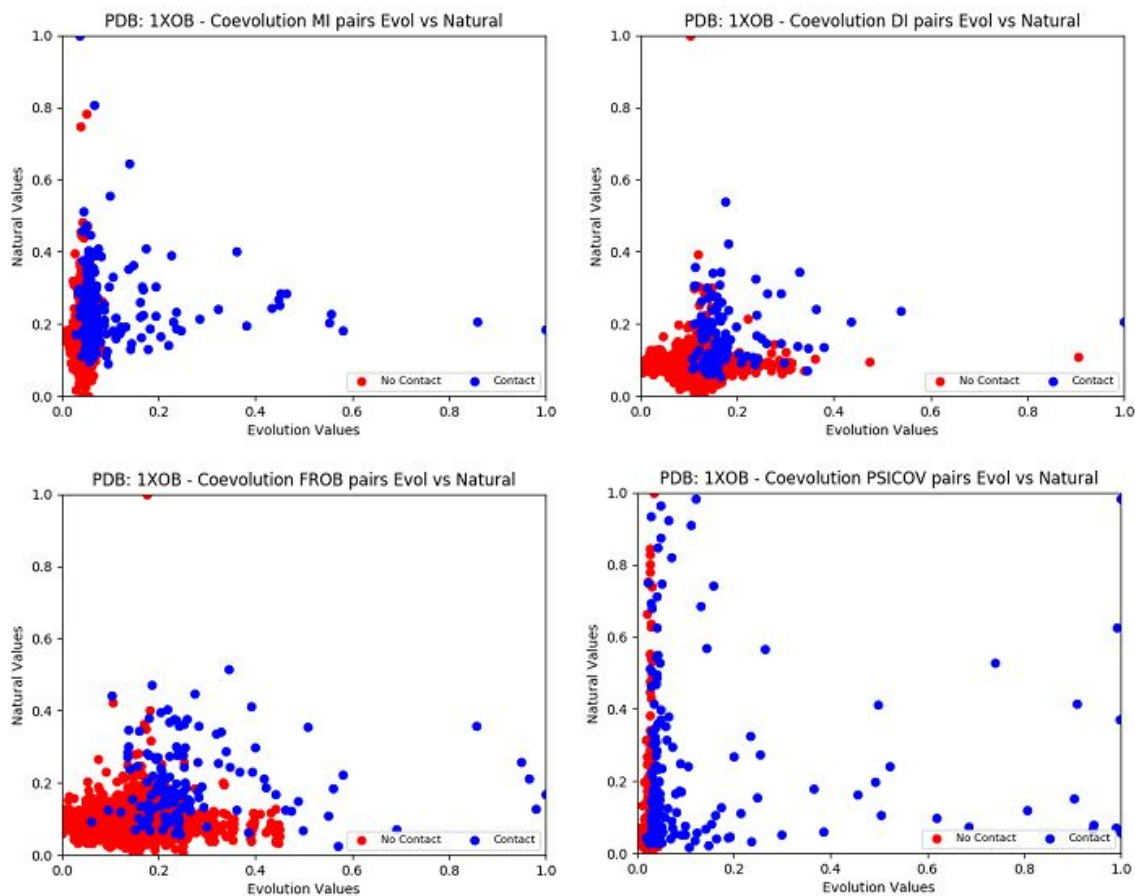 PDB: 1XOB - Coevolution MI pairs Evol vs Natural
1.0
0.8
0.6
0.4
0.2
0.0
Natural Values
No Contact
Contact
0.0 0.2 0.4 0.6 0.8 1.0
Evolution Values
PDB: 1XOB - Coevolution DI pairs Evol vs Natural
1.0
0.8
0.6
0.4
0.2
0.0
Natural Values
No Contact
Contact
0.0 0.2 0.4 0.6 0.8 1.0
Evolution Values
PDB: 1XOB - Coevolution FROB pairs Evol vs Natural
1.0
0.8
0.6
0.4
0.2
0.0
Natural Values
No Contact
Contact
0.0 0.2 0.4 0.6 0.8 1.0
Evolution Values
PDB: 1XOB - Coevolution PSICOV pairs Evol vs Natural
1.0
0.8
0.6
0.4
0.2
0.0
Natural Values
No Contact
Contact
0.0 0.2 0.4 0.6 0.8 1.0
Evolution Values